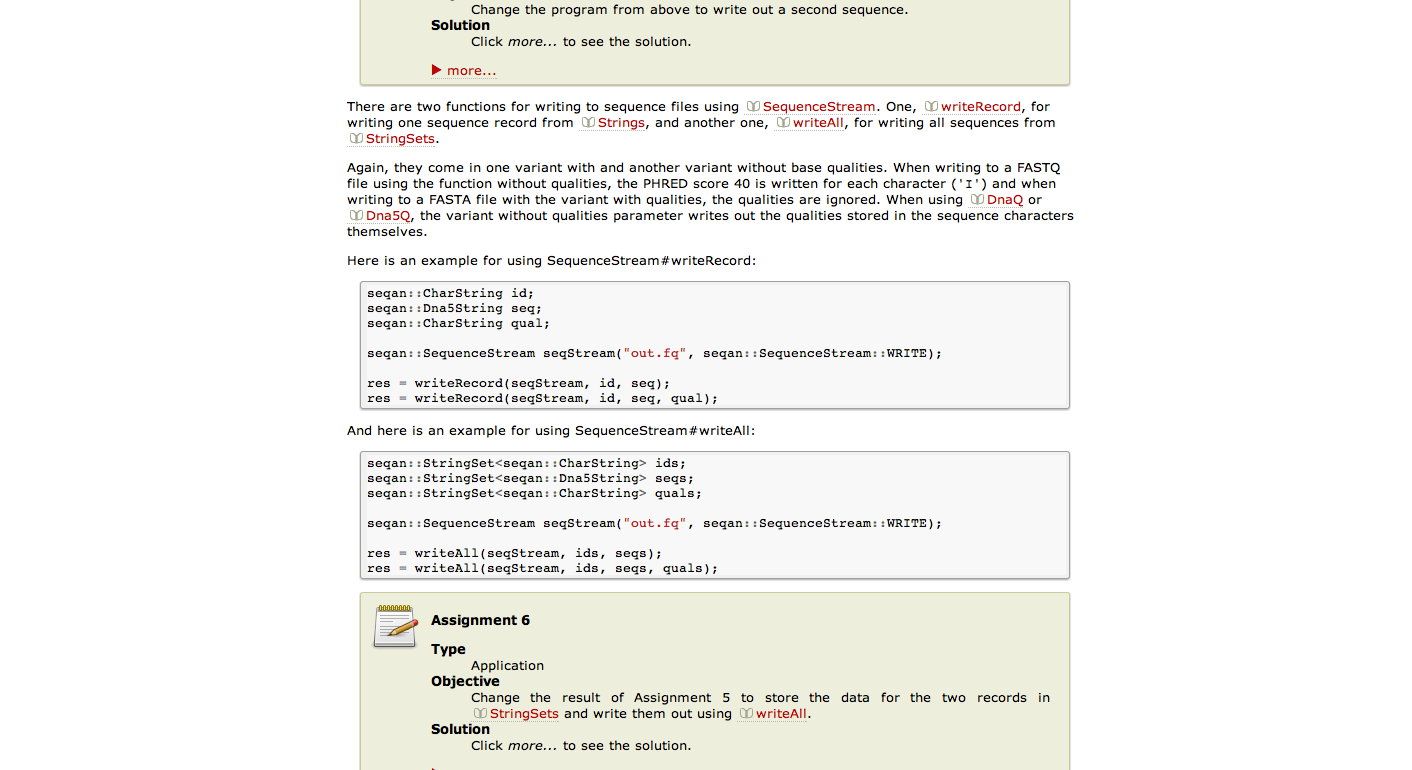 Change the program from above to write out a second sequence.
Solution
Click more... to see the solution.
more...
There are two functions for writing to sequence files using SequenceStream. One, writeRecord, for
writing one sequence record from Strings, and another one, writeAll, for writing all sequences from
StringSets.
Again, they come in one variant with and another variant without base qualities. When writing to a FASTQ
file using the function without qualities, the PHRED score 40 is written for each character ('I') and when
writing to a FASTA file with the variant with qualities, the qualities are ignored. When using DnaQ or
Dna5Q, the variant without qualities parameter writes out the qualities stored in the sequence characters
themselves.
Here is an example for using SequenceStream#writeRecord:
seqan::CharString id;
seqan::Dna5String seq;
seqan::CharString qual;
seqan::SequenceStream seqStream("out.fq", seqan::SequenceStream::WRITE);
res = writeRecord(seqStream, id, seq);
res = writeRecord(seqStream, id, seq, qual);
And here is an example for using SequenceStream#writeAll:
seqan::StringSet<seqan::CharString> ids;
seqan::StringSet<seqan::Dna5String> seqs;
seqan::StringSet<seqan::CharString> quals;
seqan::SequenceStream seqStream("out.fq", seqan::SequenceStream::WRITE);
res = writeAll(seqStream, ids, seqs);
res = writeAll(seqStream, ids, seqs, quals);
Assignment 6
Type
Application
Objective
Change the result of Assignment 5 to store the data for the two records in
StringSets and write them out using writeAll.
Solution
Click more... to see the solution.